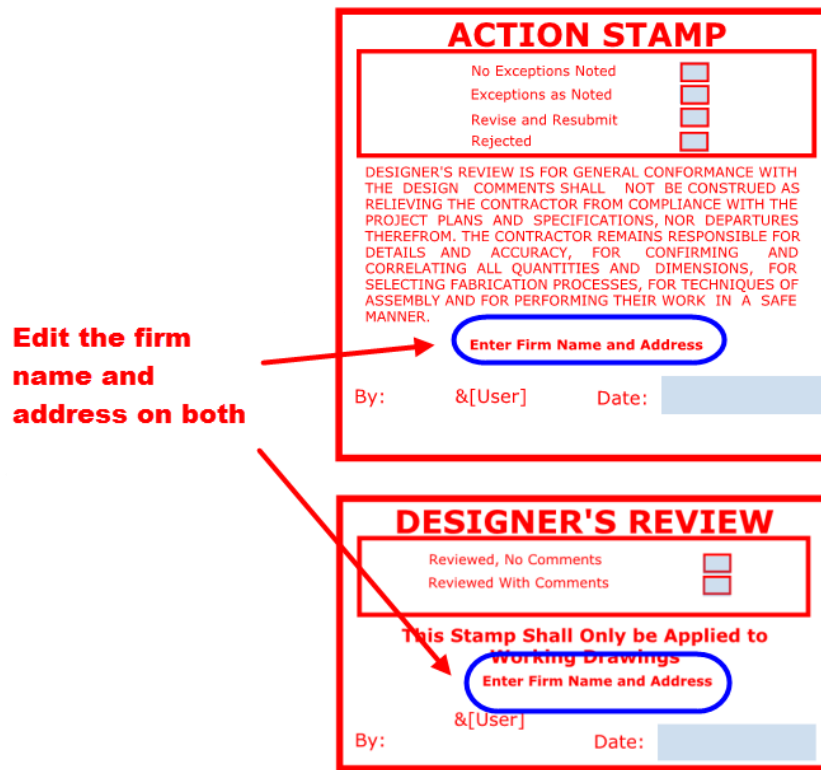 ACTION STAMP
No Exceptions Noted
Exceptions as Noted
Revise and Resubmit
Rejected
DESIGNER'S REVIEW IS FOR GENERAL CONFORMANCE WITH
THE DESIGN COMMENTS SHALL NOT BE CONSTRUED AS
RELIEVING THE CONTRACTOR FROM COMPLIANCE WITH THE
PROJECT PLANS AND SPECIFICATIONS, NOR DEPARTURES
THEREFROM. THE CONTRACTOR REMAINS RESPONSIBLE FOR
DETAILS AND ACCURACY, FOR CONFIRMING AND
CORRELATING ALL QUANTITIES AND DIMENSIONS, FOR
SELECTING FABRICATION PROCESSES, FOR TECHNIQUES OF
ASSEMBLY AND FOR PERFORMING THEIR WORK IN A SAFE
MANNER.
Enter Firm Name and Address
By: &[User] Date:
Edit the firm
name and
address on both
DESIGNER'S REVIEW
Reviewed, No Comments
Reviewed With Comments
This Stamp Shall Only be Applied to
Working Drawings
Enter Firm Name and Address
&[User]
By: Date: